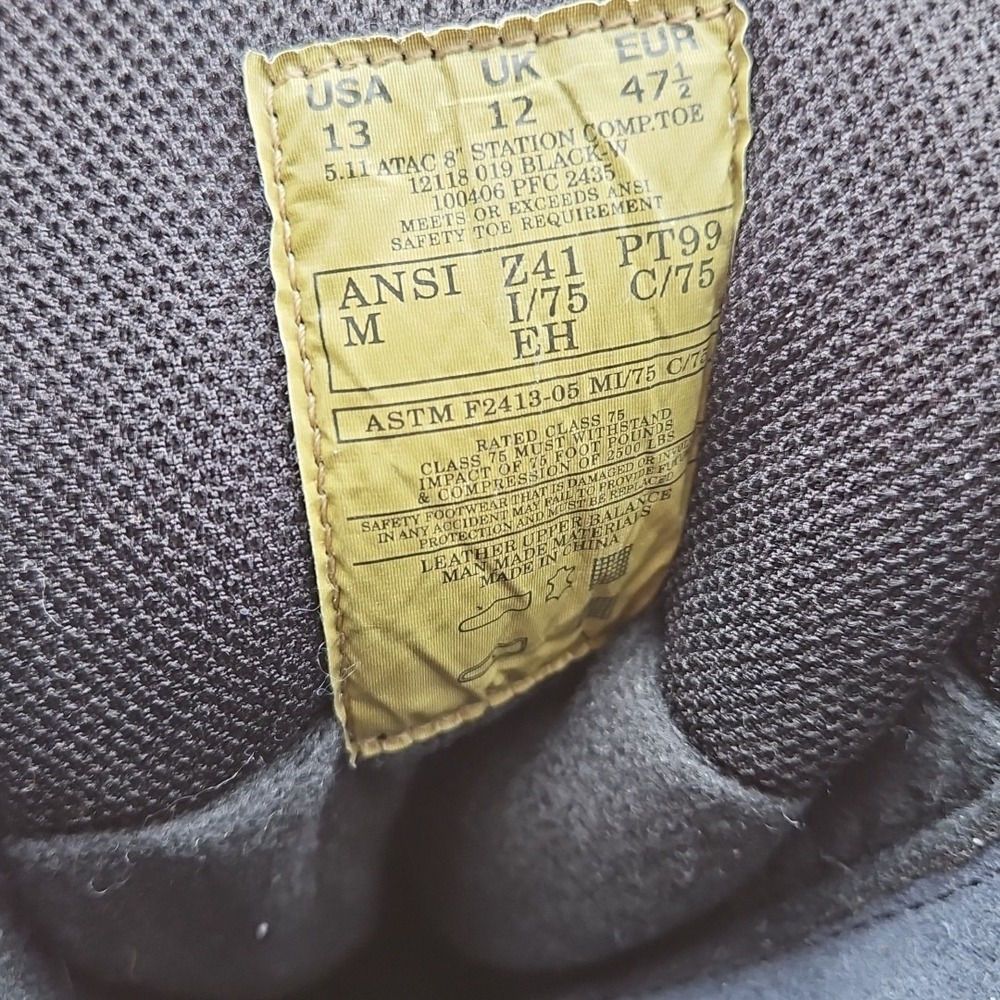 USA UK EUR
13 12 47½
5.11 ATAC 8" STATION COMP.TOE
12118 019 BLACK-W
100406 PFC 2435
MEETS OR EXCEEDS ANSI
SAFETY TOE REQUIREMENT
ANSI Z41 PT99
M I/75 C/75
EH
ASTM F2413-05 MI/75 C/75
RATED CLASS 75
CLASS 75 MUST WITHSTAND
IMPACT OF 75 FOOT POUNDS
& COMPRESSION OF 2500 LBS
SAFETY FOOTWEAR THAT IS DAMAGED OR
IN ANY ACCIDENT MAY FAIL TO PROVIDE
PROTECTION AND MUST BE REPLACED
LEATHER UPPER BALANCE
MAN MADE MATERIALS
MADE IN CHINA